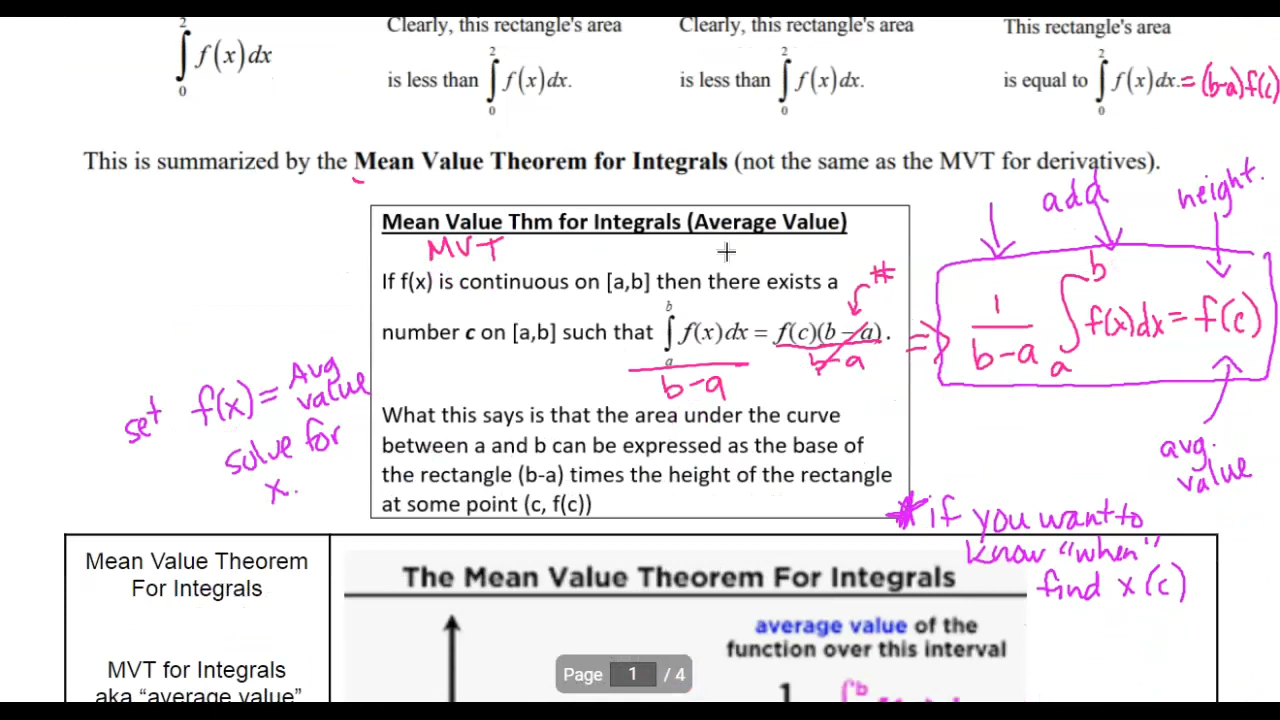 2
∫ f(x)dx
0
Clearly, this rectangle's area
is less than ∫₀² f(x)dx.
Clearly, this rectangle's area
is less than ∫₀² f(x)dx.
This rectangle's area
is equal to ∫₀² f(x)dx. = (b-a)f(c)
This is summarized by the Mean Value Theorem for Integrals (not the same as the MVT for derivatives).
Mean Value Thm for Integrals (Average Value)
MVT
If f(x) is continuous on [a,b] then there exists a
number c on [a,b] such that ∫ₐᵇ f(x)dx = f(c)(b – a).
b-a
b-a
What this says is that the area under the curve
between a and b can be expressed as the base of
the rectangle (b-a) times the height of the rectangle
at some point (c, f(c))
add
height.
=> 1/(b-a) ∫ₐᵇ f(x)dx = f(c)
avg.
value
* if you want to
know "when"
find x (c)
set f(x) = Avg
value
solve for
x.
Mean Value Theorem
For Integrals
MVT for Integrals
aka “average value”
The Mean Value Theorem For Integrals
average value of the
function over this interval
1 ∫b
Page 1 / 4